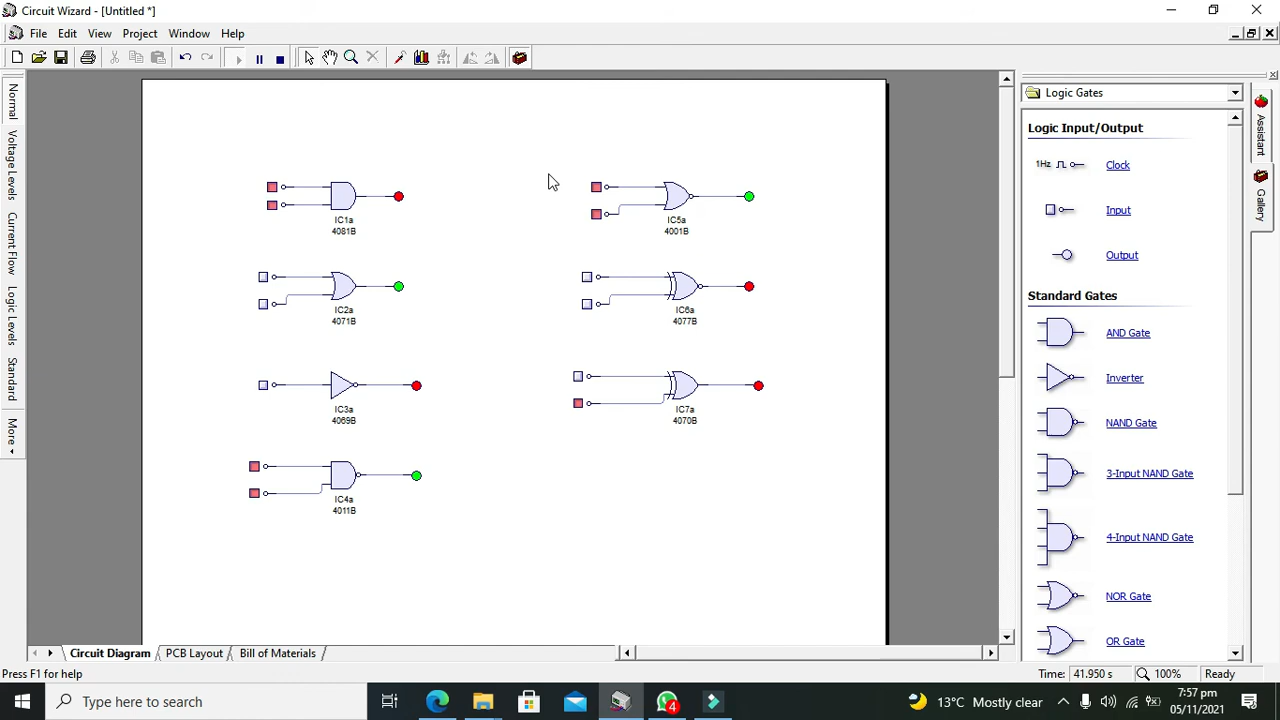 Circuit Wizard - [Untitled *]
File Edit View Project Window Help
Normal
Voltage Levels
Current Flow
Logic Levels
Standard
More
IC1a
4081B
IC2a
4071B
IC3a
4069B
IC4a
4011B
IC5a
4001B
IC6a
4077B
IC7a
4070B
Logic Gates
Logic Input/Output
1Hz Clock
Input
Output
Standard Gates
AND Gate
Inverter
NAND Gate
3-Input NAND Gate
4-Input NAND Gate
NOR Gate
OR Gate
Assistant
Gallery
Circuit Diagram PCB Layout Bill of Materials
Press F1 for help
Time: 41.950 s 100% Ready
Type here to search
4
13°C Mostly clear
7:57 pm
05/11/2021